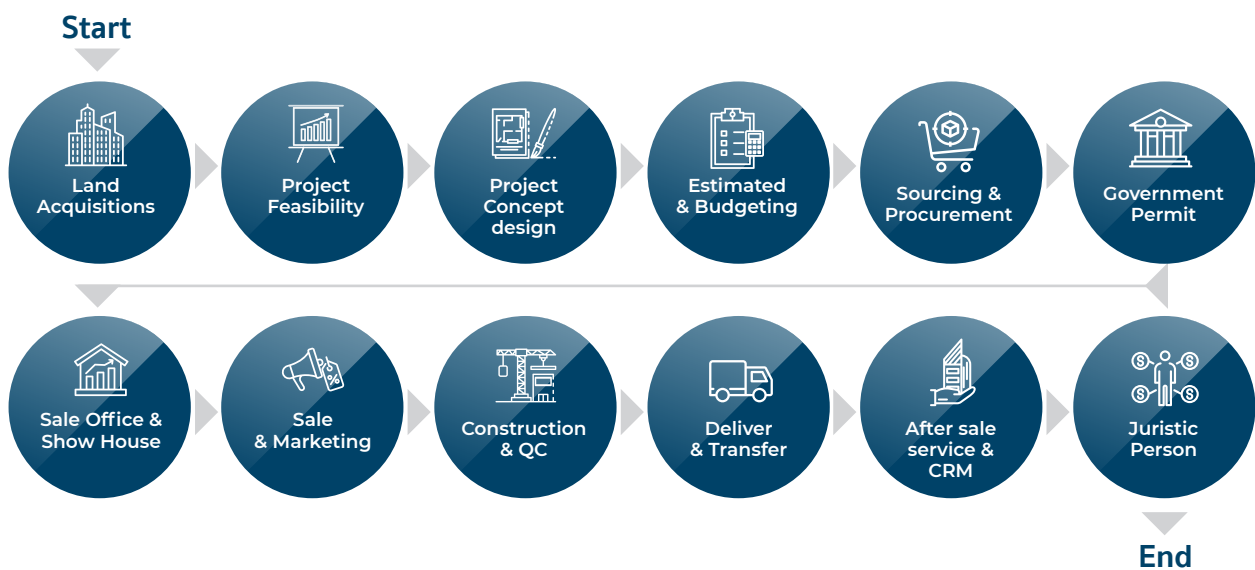 Start
Land
Acquisitions
Project
Feasibility
Project
Concept
design
Estimated
& Budgeting
Sourcing &
Procurement
Government
Permit
Sale Office &
Show House
Sale
& Marketing
Construction
& QC
Deliver
& Transfer
After sale
service &
CRM
Juristic
Person
End